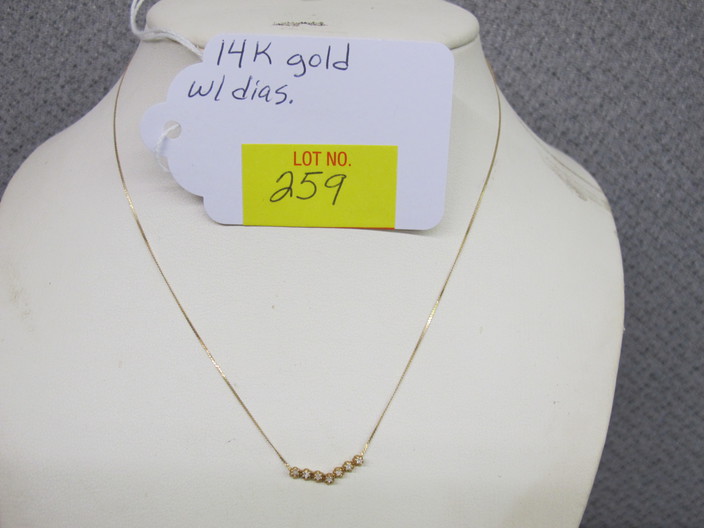 14K gold
w/ dias.
LOT NO.
259